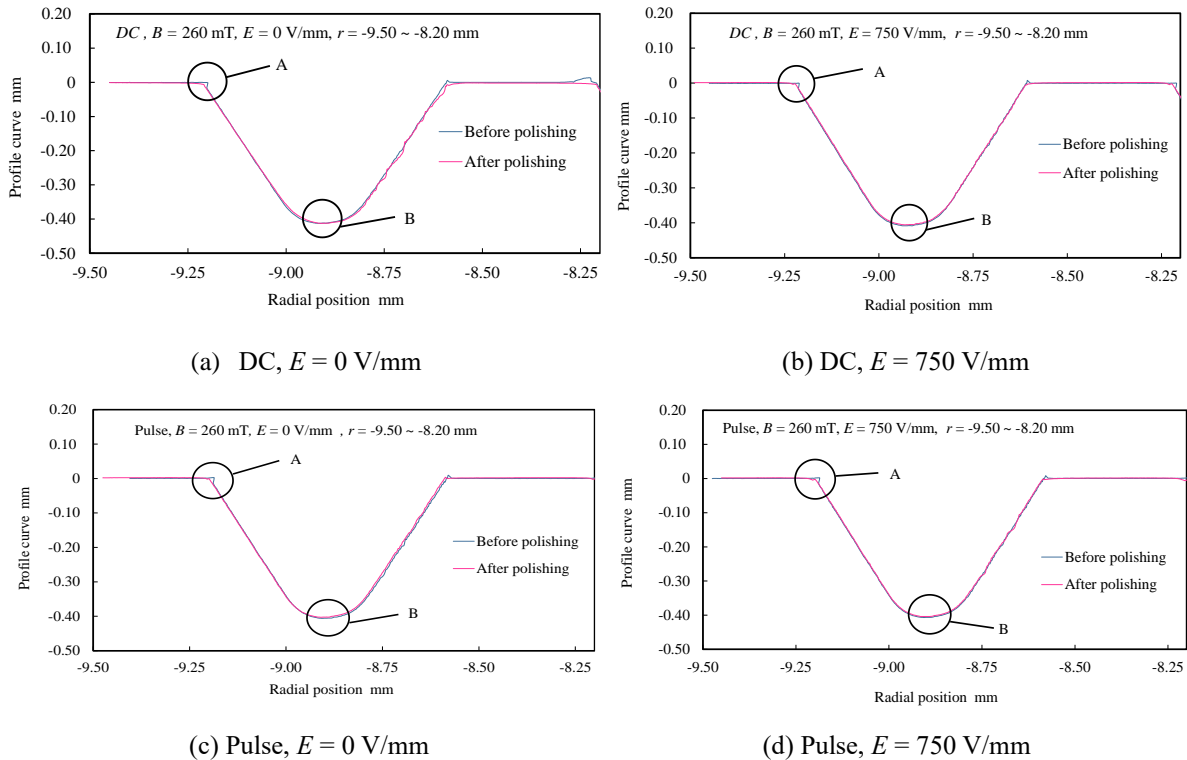 0.20
DC , B = 260 mT, E = 0 V/mm, r = -9.50 ~ -8.20 mm
0.10
A
0
-0.10
Before polishing
-0.20
After polishing
-0.30
-0.40
B
-0.50
-9.50 -9.25 -9.00 -8.75 -8.50 -8.25
Profile curve mm
Radial position mm
(a) DC, E = 0 V/mm
0.20
DC , B = 260 mT, E = 750 V/mm, r = -9.50 ~ -8.20 mm
0.10
A
0
-0.10
Before polishing
-0.20
After polishing
-0.30
-0.40
B
-0.50
-9.50 -9.25 -9.00 -8.75 -8.50 -8.25
Profile curve mm
Radial position mm
(b) DC, E = 750 V/mm
0.20
Pulse, B = 260 mT, E = 0 V/mm , r = -9.50 ~ -8.20 mm
0.10
A
0
-0.10
Before polishing
-0.20
After polishing
-0.30
-0.40
B
-0.50
-9.50 -9.25 -9.00 -8.75 -8.50 -8.25
Profile curve mm
Radial position mm
(c) Pulse, E = 0 V/mm
0.20
Pulse, B = 260 mT, E = 750 V/mm, r = -9.50 ~ -8.20 mm
0.10
A
0
-0.10
Before polishing
-0.20
After polishing
-0.30
-0.40
B
-0.50
-9.50 -9.25 -9.00 -8.75 -8.50 -8.25
Profile curve mm
Radial position mm
(d) Pulse, E = 750 V/mm